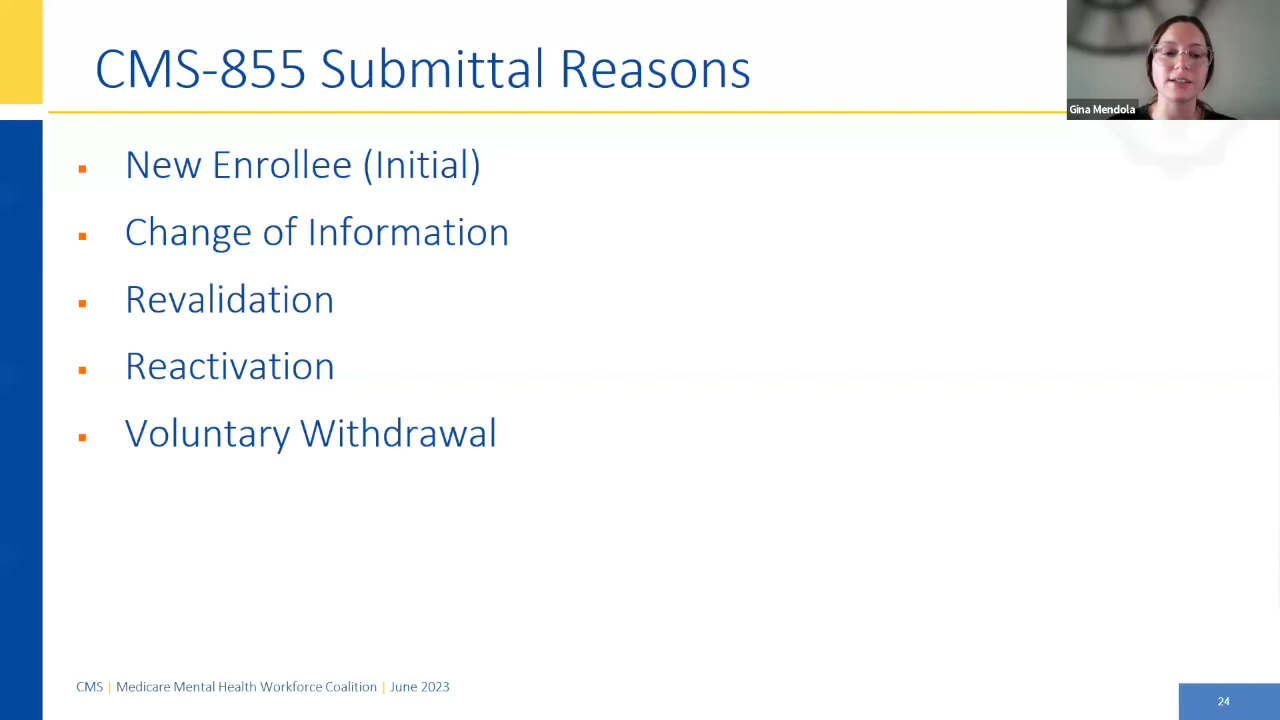 CMS-855 Submittal Reasons
Gina Mendola
▪ New Enrollee (Initial)
▪ Change of Information
▪ Revalidation
▪ Reactivation
▪ Voluntary Withdrawal
CMS | Medicare Mental Health Workforce Coalition | June 2023
24